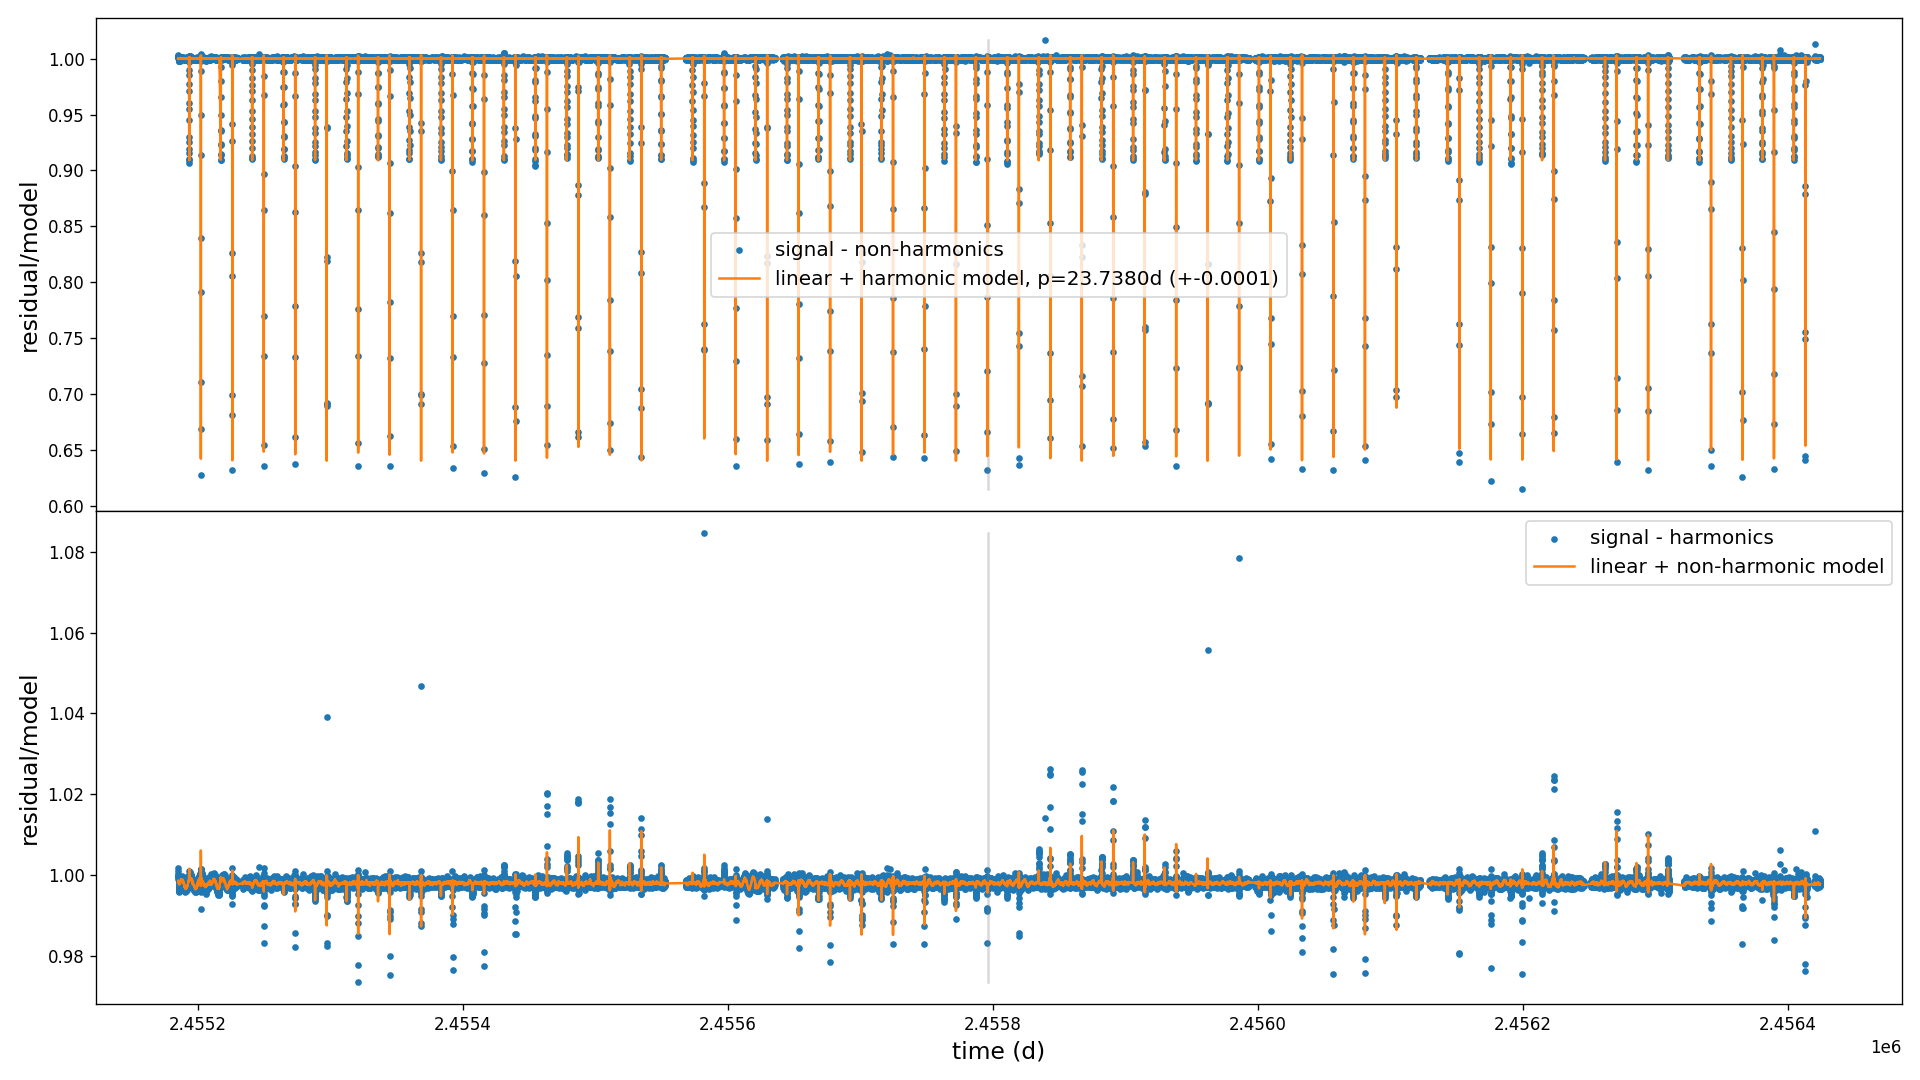 1.00
0.95
0.90
0.85
0.80
0.75
0.70
0.65
0.60
residual/model
signal - non-harmonics
linear + harmonic model, p=23.7380d (+-0.0001)
1.08
1.06
1.04
1.02
1.00
0.98
residual/model
signal - harmonics
linear + non-harmonic model
2.4552 2.4554 2.4556 2.4558 2.4560 2.4562 2.4564
time (d)
1e6